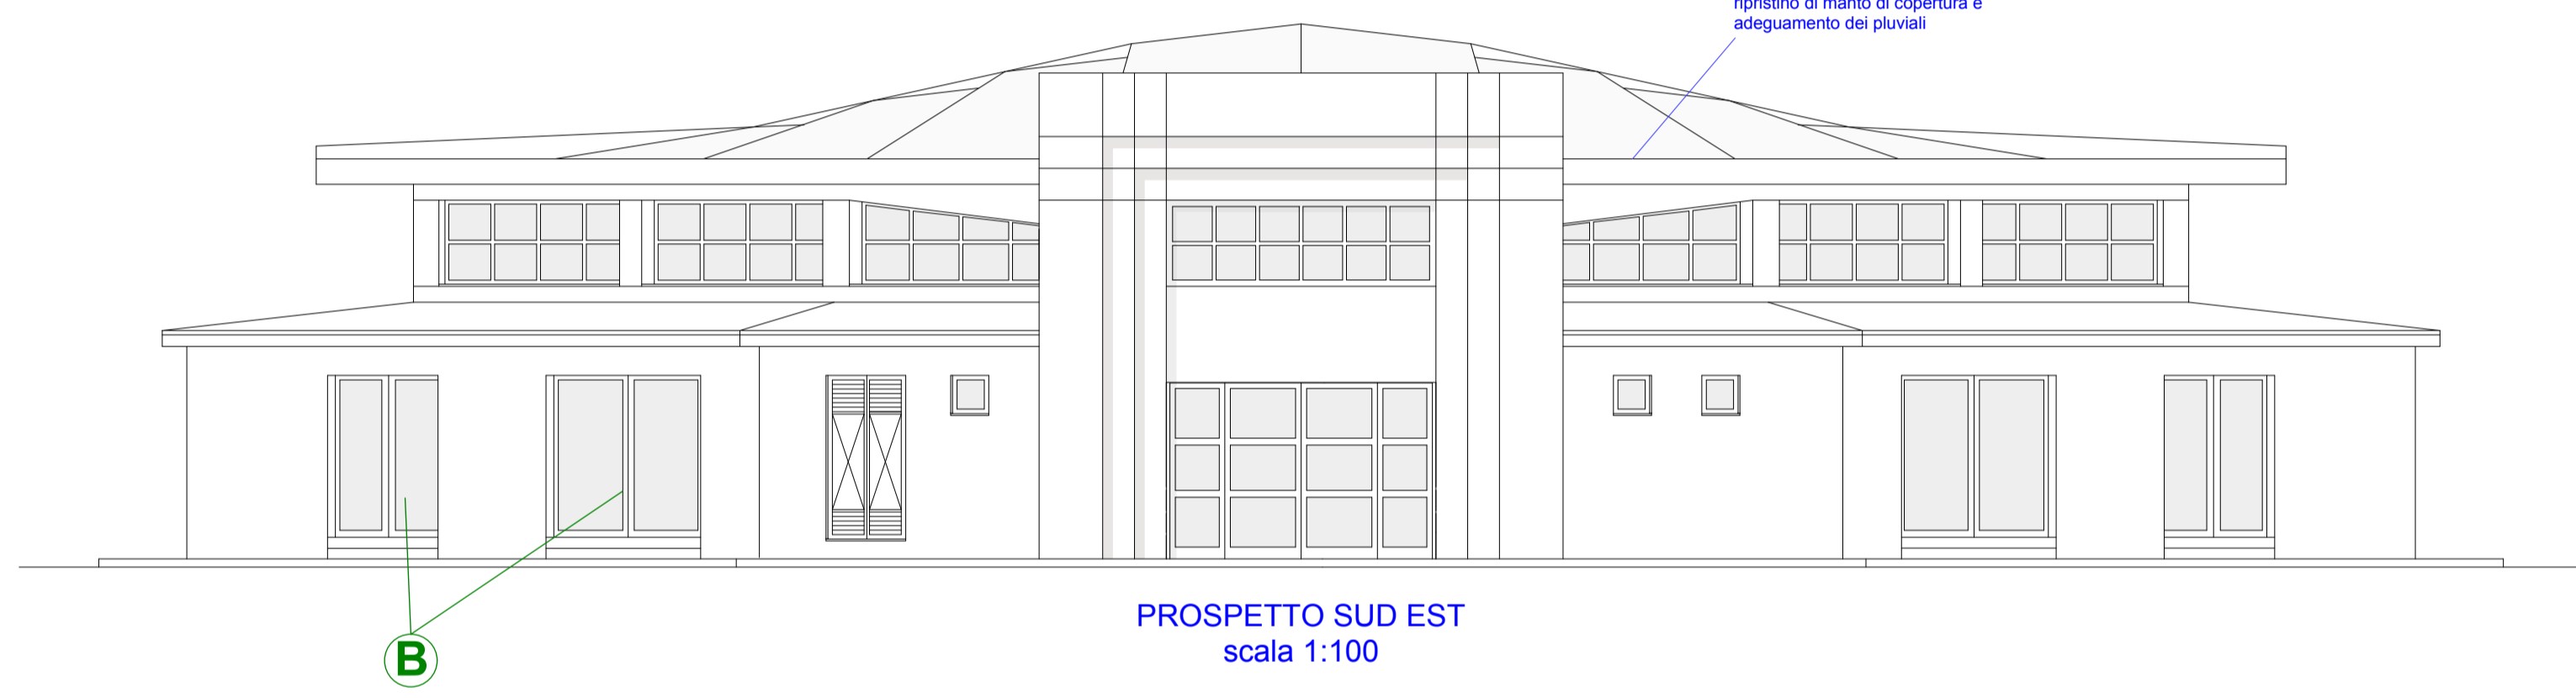 ripristino di manto di copertura e
adeguamento dei pluviali
PROSPETTO SUD EST
scala 1:100
B